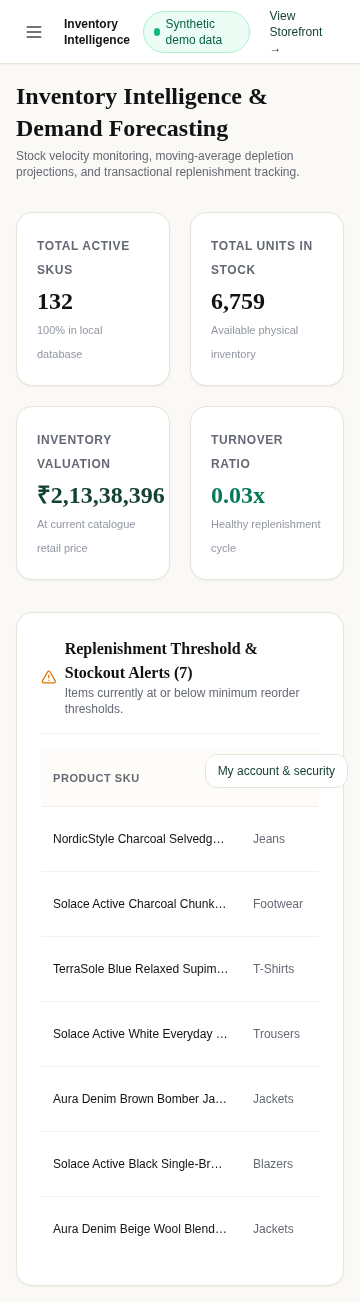 Inventory
Intelligence
Synthetic
demo data
View
Storefront
→
Inventory Intelligence &
Demand Forecasting
Stock velocity monitoring, moving-average depletion
projections, and transactional replenishment tracking.
TOTAL ACTIVE
SKUS
132
100% in local
database
TOTAL UNITS IN
STOCK
6,759
Available physical
inventory
INVENTORY
VALUATION
₹2,13,38,396
At current catalogue
retail price
TURNOVER
RATIO
0.03x
Healthy replenishment
cycle
Replenishment Threshold &
Stockout Alerts (7)
Items currently at or below minimum reorder
thresholds.
My account & security
PRODUCT SKU
NordicStyle Charcoal Selvedg… Jeans
Solace Active Charcoal Chunk… Footwear
TerraSole Blue Relaxed Supim… T-Shirts
Solace Active White Everyday … Trousers
Aura Denim Brown Bomber Ja… Jackets
Solace Active Black Single-Br… Blazers
Aura Denim Beige Wool Blend… Jackets